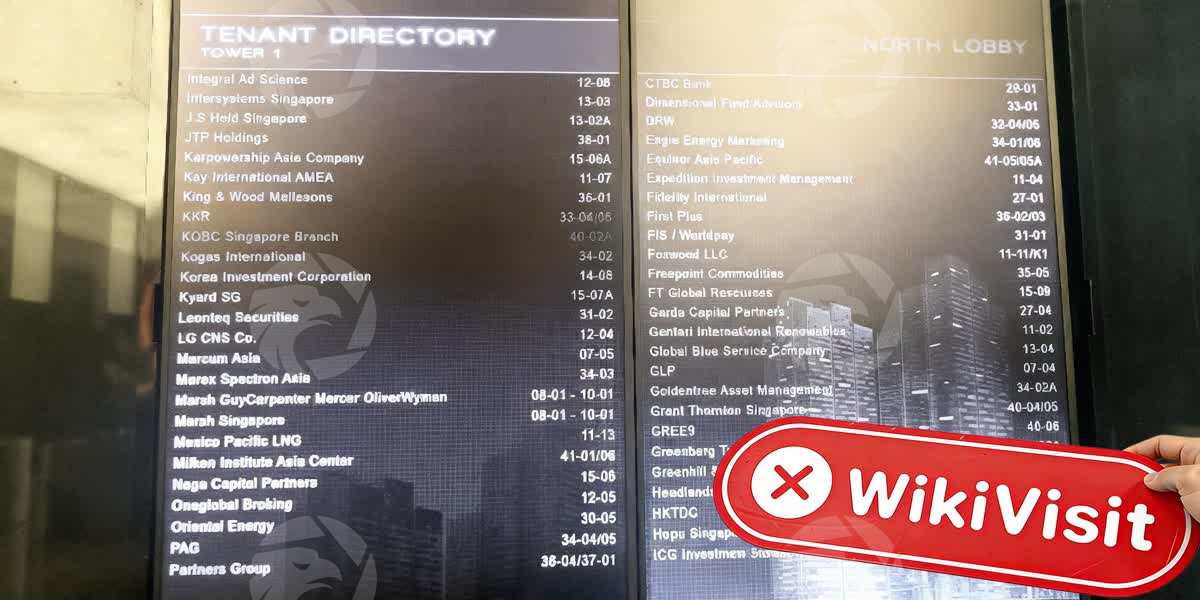 TENANT DIRECTORY
TOWER 1
Integral Ad Science 12-08
Intersystems Singapore 13-03
J.S Held Singapore 13-02A
JTP Holdings 38-01
Karpowership Asia Company 15-06A
Kay International AMEA 11-07
King & Wood Mallesons 36-01
KKR 33-04/05
KOBC Singapore Branch 40-02A
Kogas International 34-02
Korea Investment Corporation 14-08
Kyard SG 15-07A
Leonteq Securities 31-02
LG CNS Co. 12-04
Marcum Asia 07-05
Marex Spectron Asia 34-03
Marsh GuyCarpenter Mercer OliverWyman 08-01 - 10-01
Marsh Singapore 08-01 - 10-01
Mexico Pacific LNG 11-13
Milken Institute Asia Center 41-01/06
Naga Capital Partners 15-06
Oneglobal Broking 12-05
Oriental Energy 30-05
PAG 34-04/05
Partners Group 36-04/37-01
NORTH LOBBY
CTBC Bank 29-01
Dimensional Fund Advisors 33-01
DRW 32-04/05
Engie Energy Marketing 34-01/06
Equinor Asia Pacific 41-05/05A
Expedition Investment Management 11-04
Fidelity International 27-01
First Plus 36-02/03
FIS / Worldpay 31-01
Foxwood LLC 11-11/K1
Freepoint Commodities 35-05
FT Global Resources 15-09
Garda Capital Partners 27-04
Gentari International Renewables 11-02
Global Blue Service Company 13-04
GLP 07-04
Goldentree Asset Management 34-02A
Grant Thornton Singapore 40-04/05
GREE9 40-06
Greenberg T
Greenhill &
Headlands
HKTDC
Hopu Singap
ICG Investmen
WikiVisit